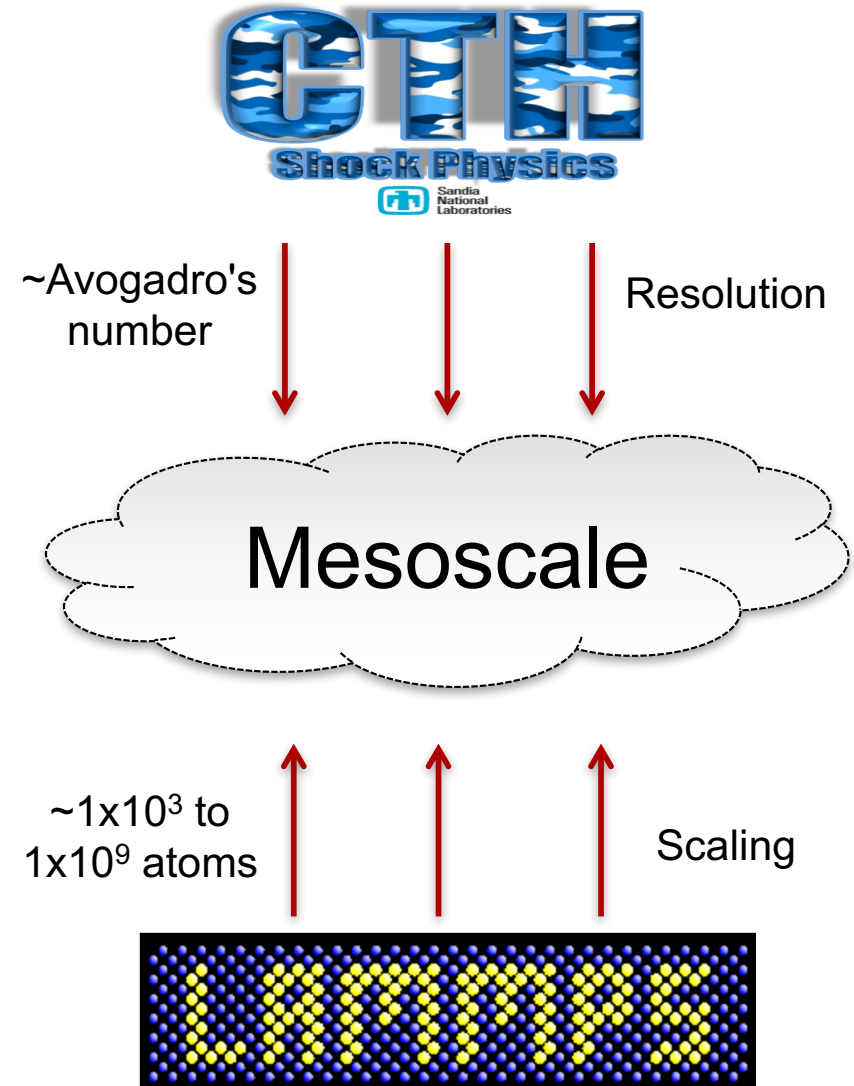 CTH
Shock Physics
Sandia
National
Laboratories
~Avogadro's
number
Resolution
Mesoscale
~1x10³ to
1x10⁹ atoms
Scaling
LAMMPS